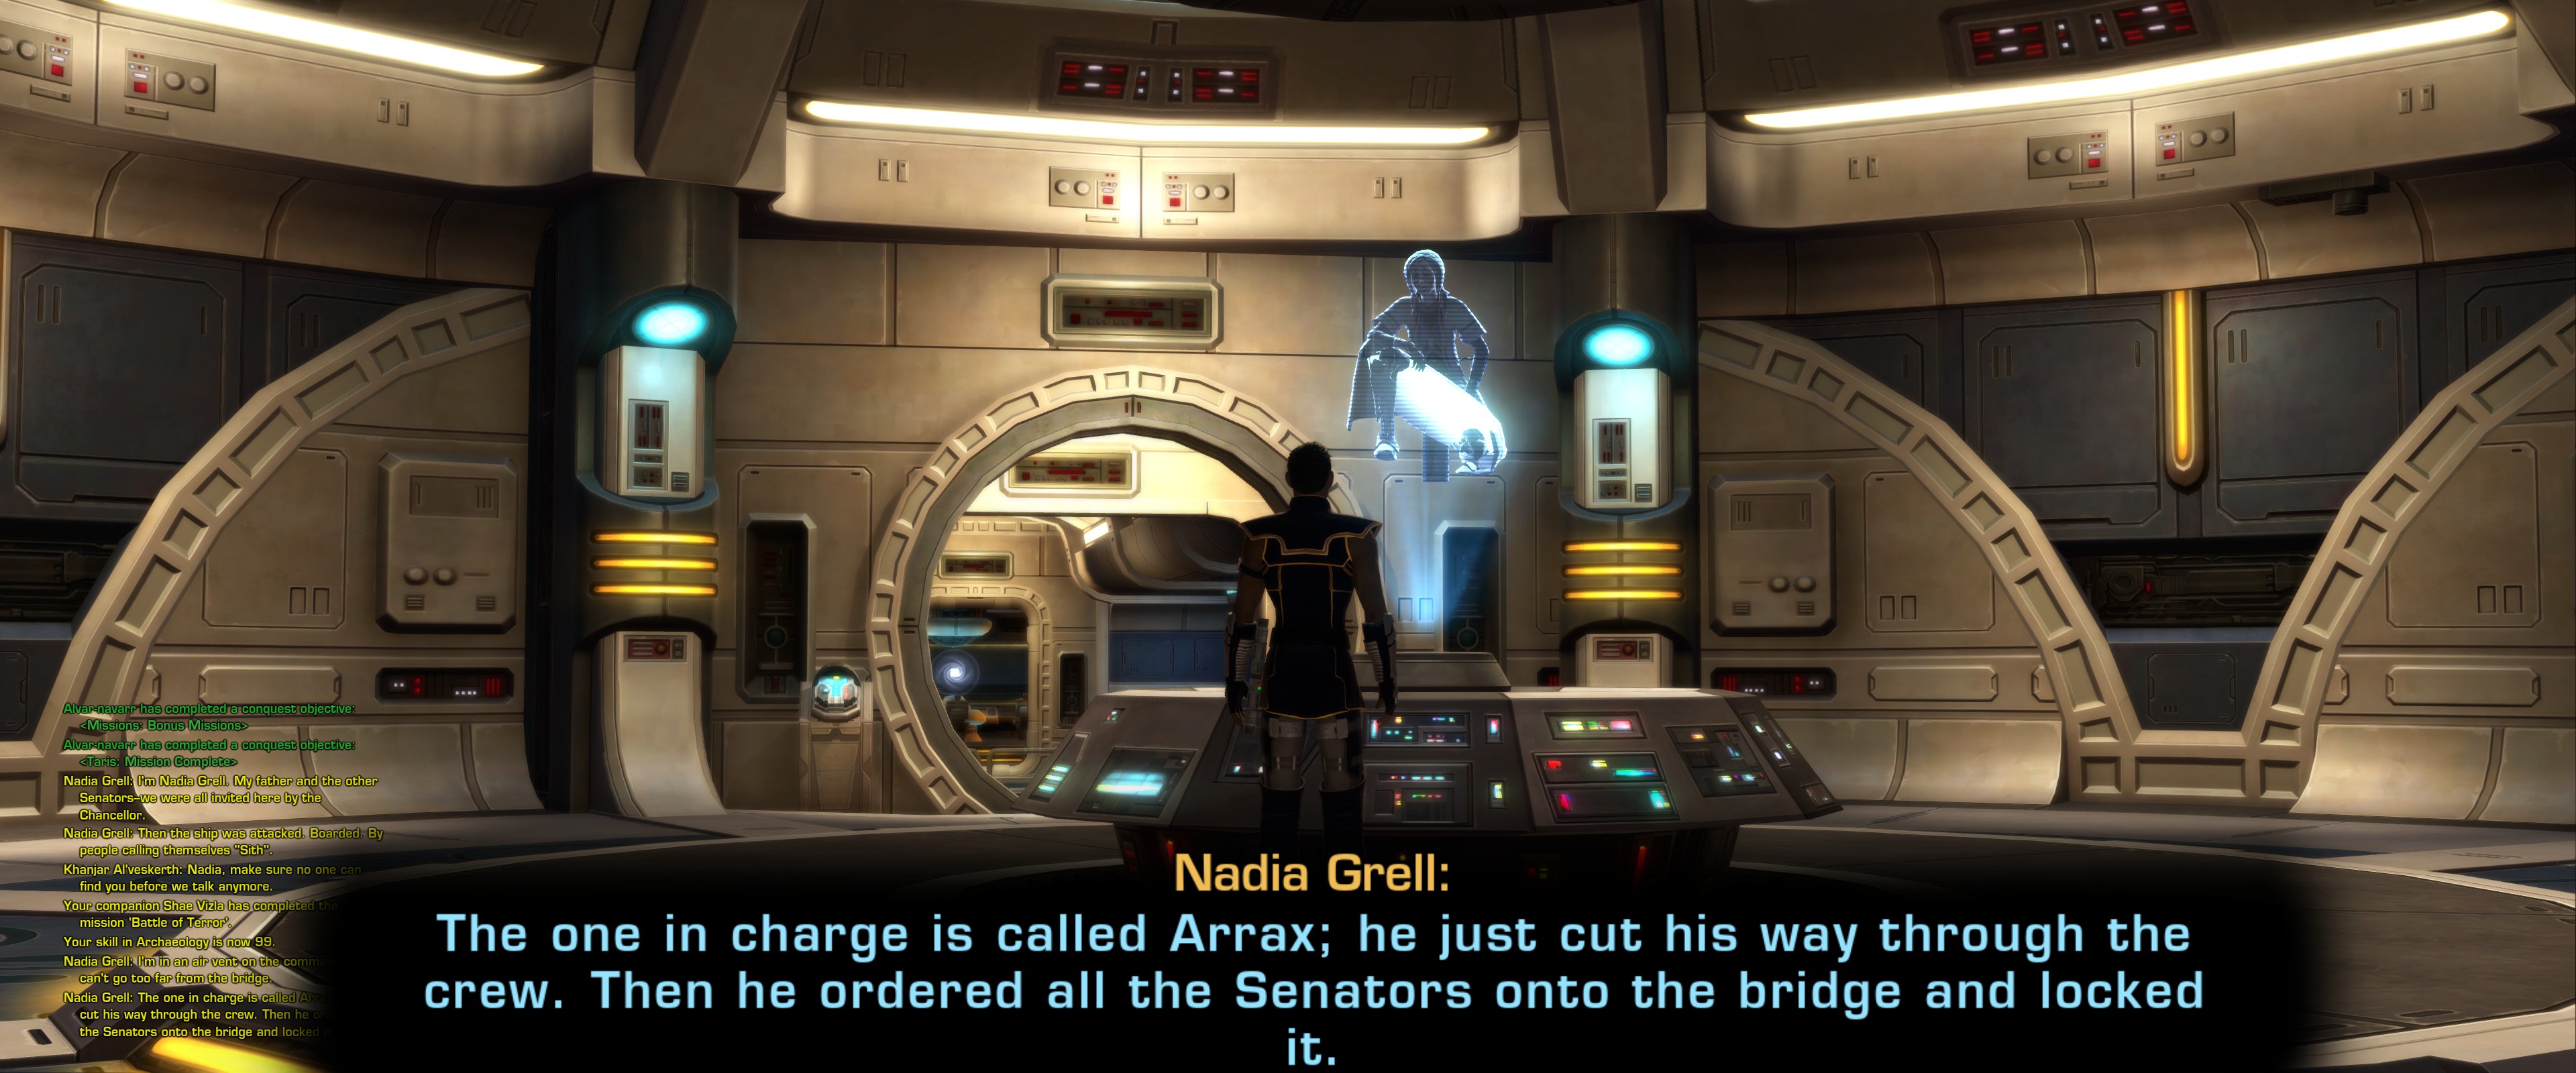 Alvar-navarr has completed a conquest objective:
<Missions: Bonus Missions>
Alvar-navarr has completed a conquest objective:
<Taris: Mission Complete>
Nadia Grell: I'm Nadia Grell. My father and the other
Senators–we were all invited here by the
Chancellor.
Nadia Grell: Then the ship was attacked. Boarded. By
people calling themselves "Sith".
Khanjar Al'veskerth: Nadia, make sure no one can
find you before we talk anymore.
Your companion Shae Vizla has completed the
mission 'Battle of Terror'.
Your skill in Archaeology is now 99.
Nadia Grell: I'm in an air vent on the
can't go too far from the bridge.
Nadia Grell: The one in charge is called
cut his way through the crew. Then he
the Senators onto the bridge and locked
Nadia Grell:
The one in charge is called Arrax; he just cut his way through the
crew. Then he ordered all the Senators onto the bridge and locked
it.